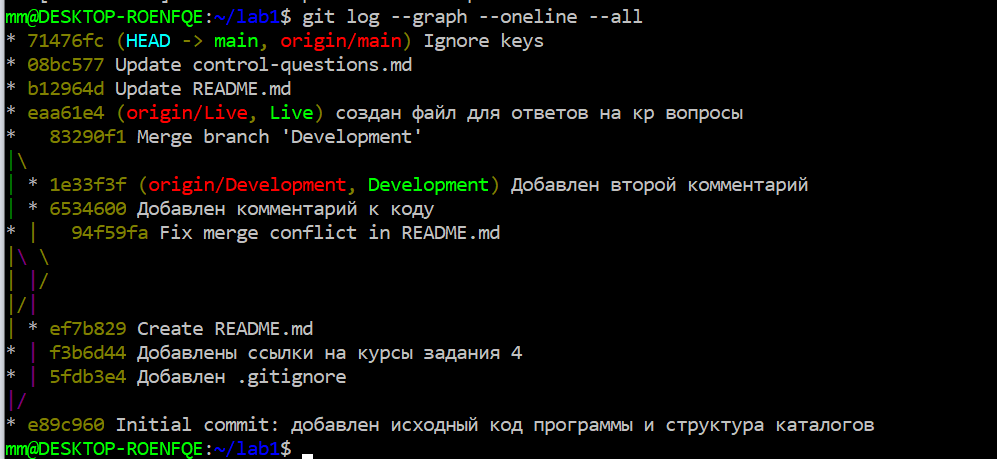 mm@DESKTOP-ROENFQE:~/lab1$ git log --graph --oneline --all
* 71476fc (HEAD -> main, origin/main) Ignore keys
* 08bc577 Update control-questions.md
* b12964d Update README.md
* eaa61e4 (origin/Live, Live) создан файл для ответов на кр вопросы
*   83290f1 Merge branch 'Development'
|\
| * 1e33f3f (origin/Development, Development) Добавлен второй комментарий
| * 6534600 Добавлен комментарий к коду
* |   94f59fa Fix merge conflict in README.md
|\ \
| |/
|/|
| * ef7b829 Create README.md
* | f3b6d44 Добавлены ссылки на курсы задания 4
* | 5fdb3e4 Добавлен .gitignore
|/
* e89c960 Initial commit: добавлен исходный код программы и структура каталогов
mm@DESKTOP-ROENFQE:~/lab1$